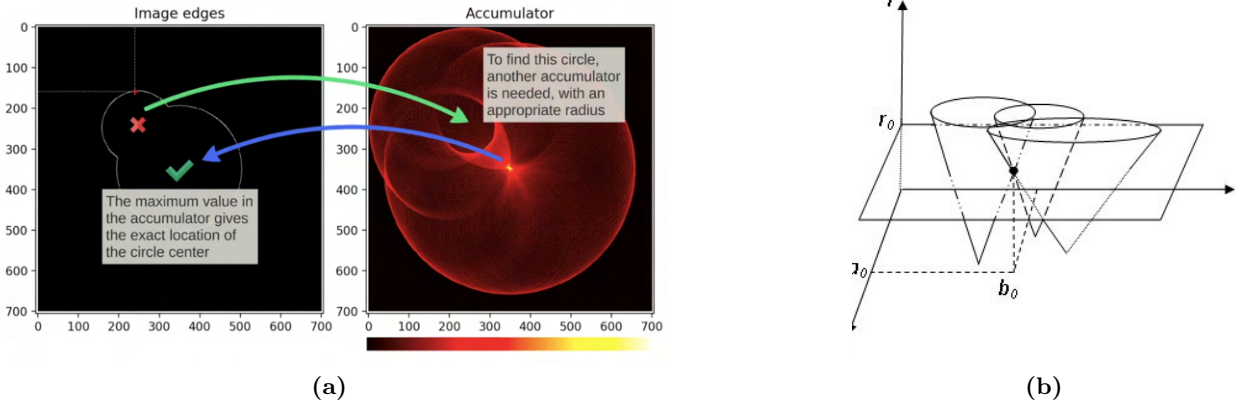 Image edges
Accumulator
0
100
200
300
400
500
600
700
0 100 200 300 400 500 600 700
The maximum value in
the accumulator gives
the exact location of
the circle center
0
100
200
300
400
500
600
700
0 100 200 300 400 500 600 700
To find this circle,
another accumulator
is needed, with an
appropriate radius
(a)
r₀
b₀
(b)